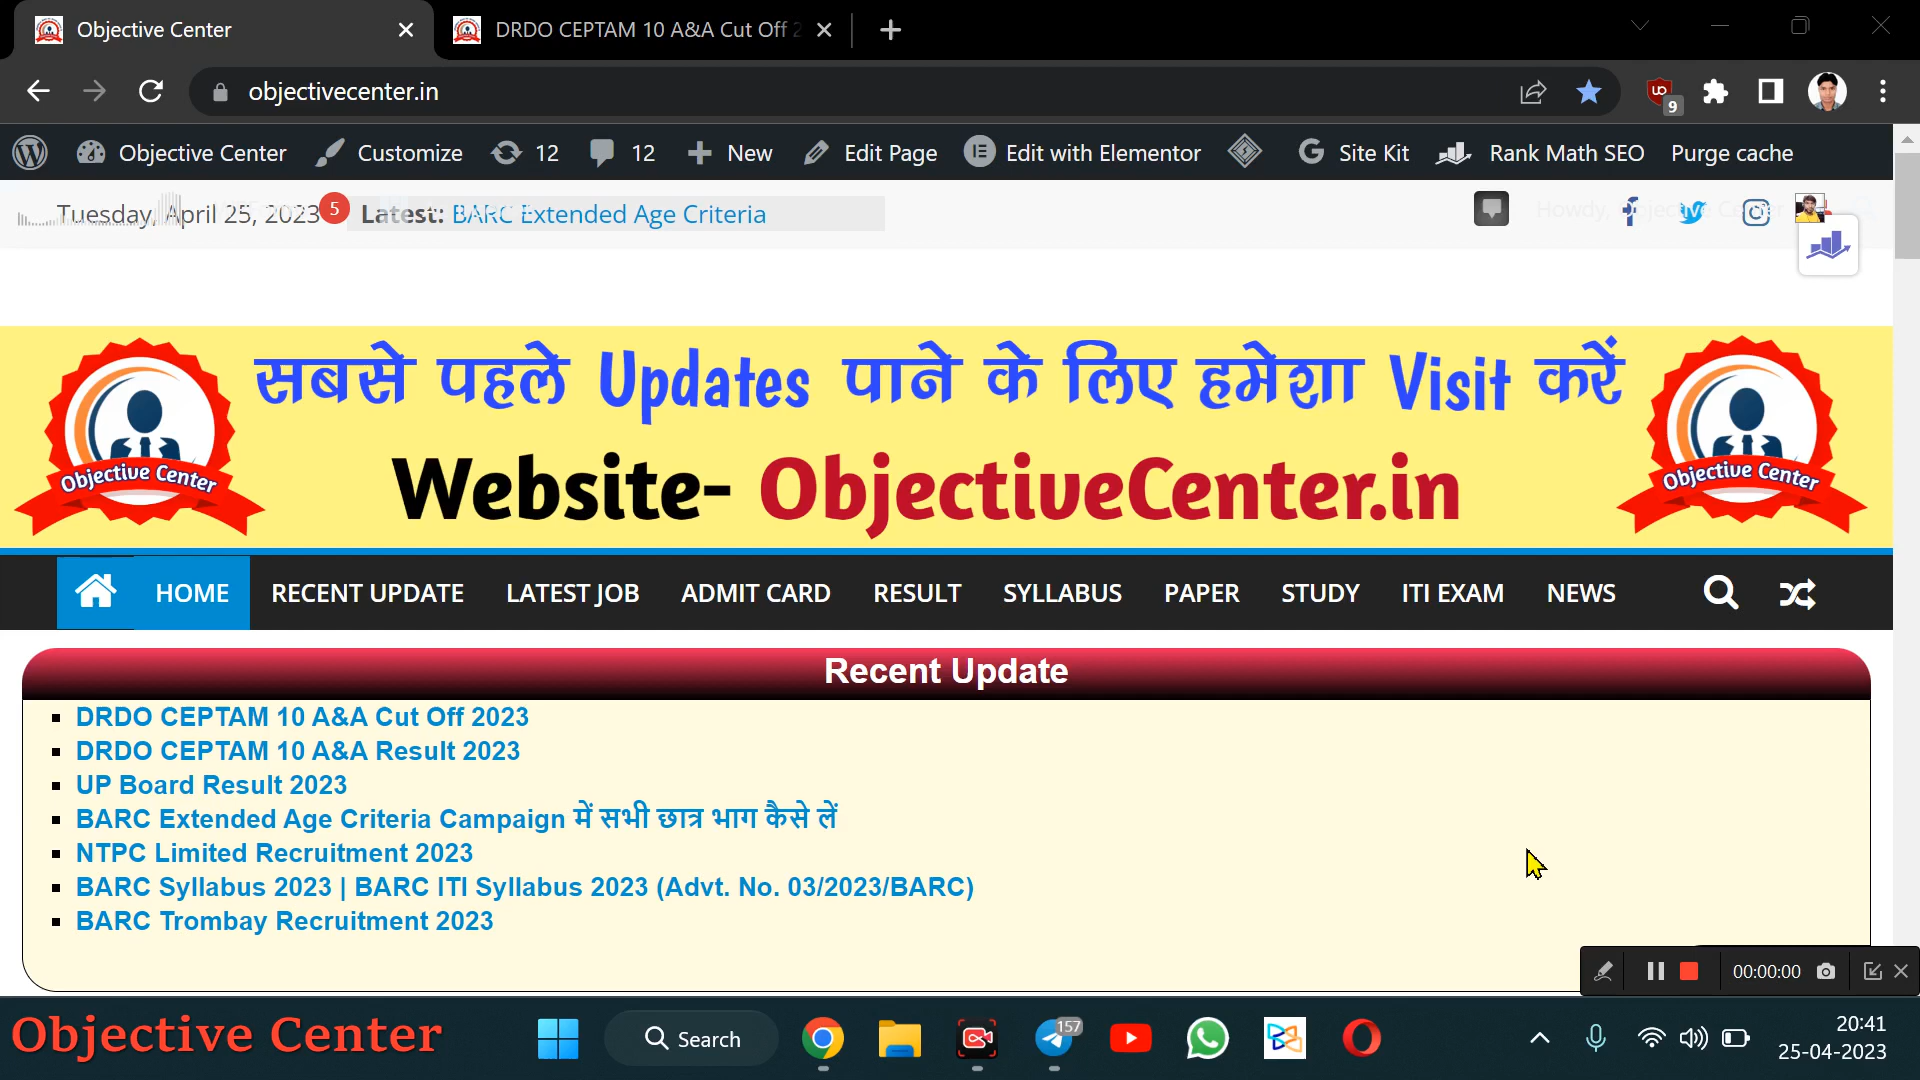 Objective Center
DRDO CEPTAM 10 A&A Cut Off 2
objectivecenter.in
9
Objective Center
Customize
12
12
New
Edit Page
Edit with Elementor
Site Kit
Rank Math SEO
Purge cache
Tuesday, April 25, 2023
5
Latest: BARC Extended Age Criteria
Howdy, Objective Center
सबसे पहले Updates पाने के लिए हमेशा Visit करें
Website- ObjectiveCenter.in
Objective Center
Objective Center
HOME
RECENT UPDATE
LATEST JOB
ADMIT CARD
RESULT
SYLLABUS
PAPER
STUDY
ITI EXAM
NEWS
Recent Update
DRDO CEPTAM 10 A&A Cut Off 2023
DRDO CEPTAM 10 A&A Result 2023
UP Board Result 2023
BARC Extended Age Criteria Campaign में सभी छात्र भाग कैसे लें
NTPC Limited Recruitment 2023
BARC Syllabus 2023 | BARC ITI Syllabus 2023 (Advt. No. 03/2023/BARC)
BARC Trombay Recruitment 2023
00:00:00
Objective Center
Search
157
20:41
25-04-2023